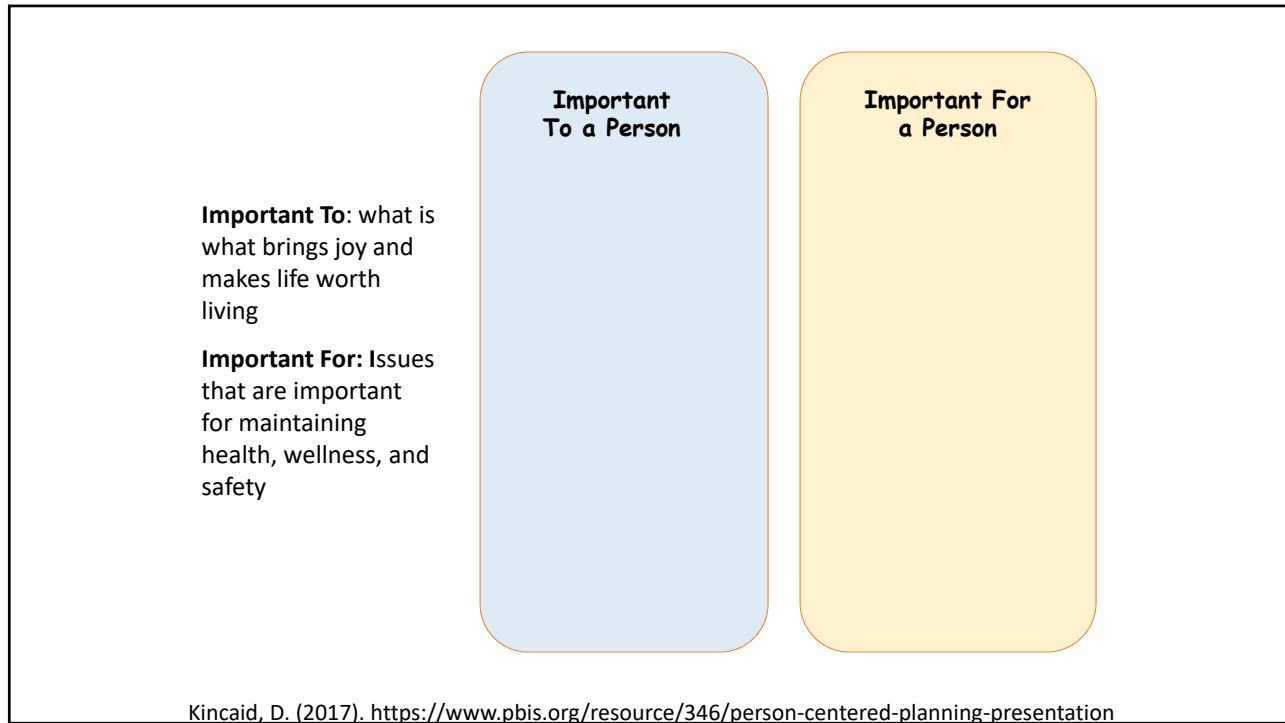 Important
To a Person
Important For
a Person
Important To: what is
what brings joy and
makes life worth
living
Important For: Issues
that are important
for maintaining
health, wellness, and
safety
Kincaid, D. (2017). https://www.pbis.org/resource/346/person-centered-planning-presentation